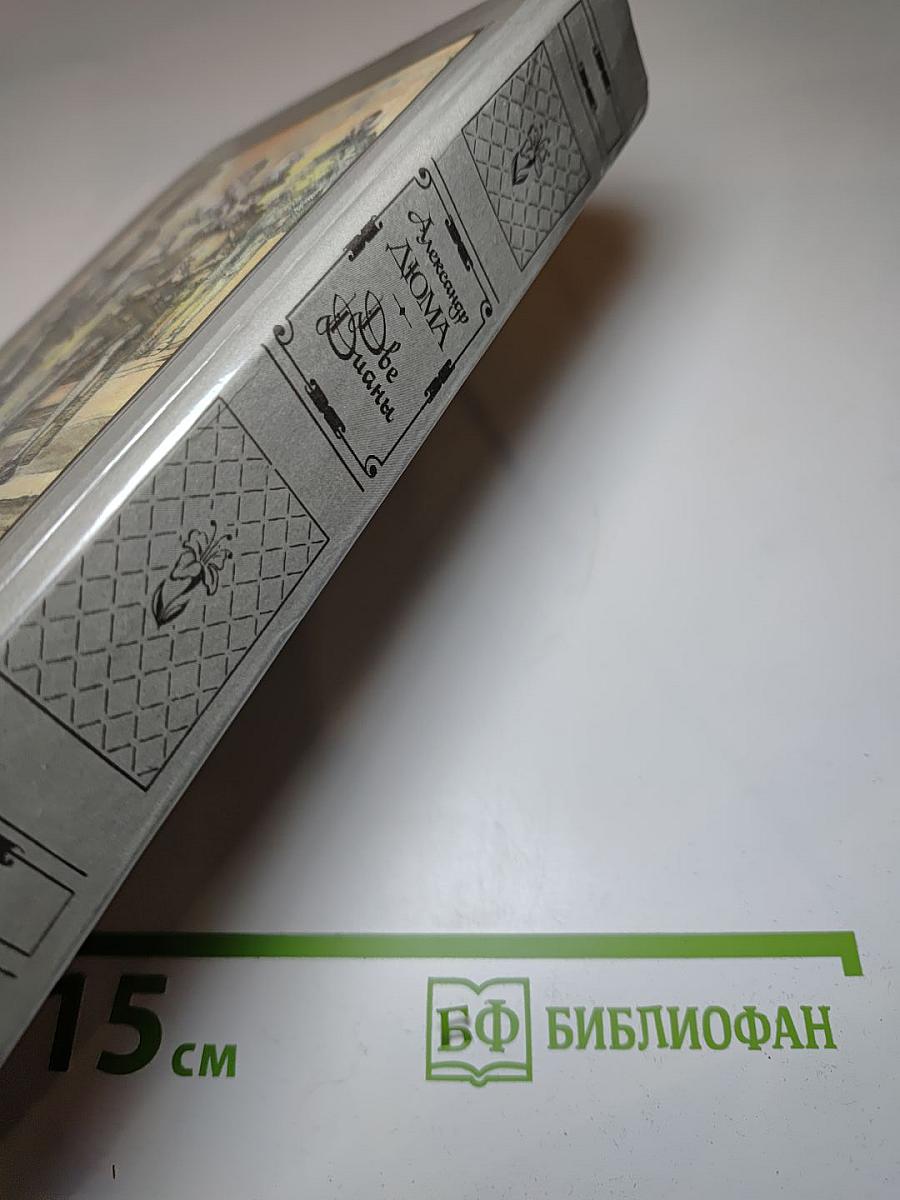 Александр
ДЮМА
Две
Дианы
15 см
БФ БИБЛИОФАН